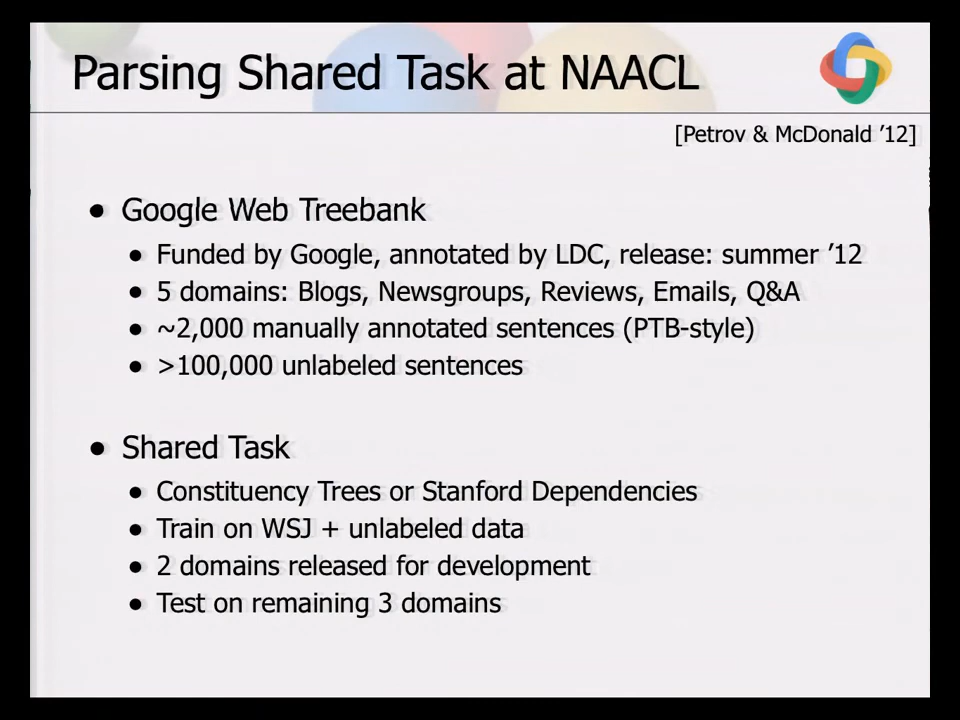 Parsing Shared Task at NAACL
[Petrov & McDonald ’12]
● Google Web Treebank
● Funded by Google, annotated by LDC, release: summer ’12
● 5 domains: Blogs, Newsgroups, Reviews, Emails, Q&A
● ~2,000 manually annotated sentences (PTB-style)
● >100,000 unlabeled sentences
● Shared Task
● Constituency Trees or Stanford Dependencies
● Train on WSJ + unlabeled data
● 2 domains released for development
● Test on remaining 3 domains